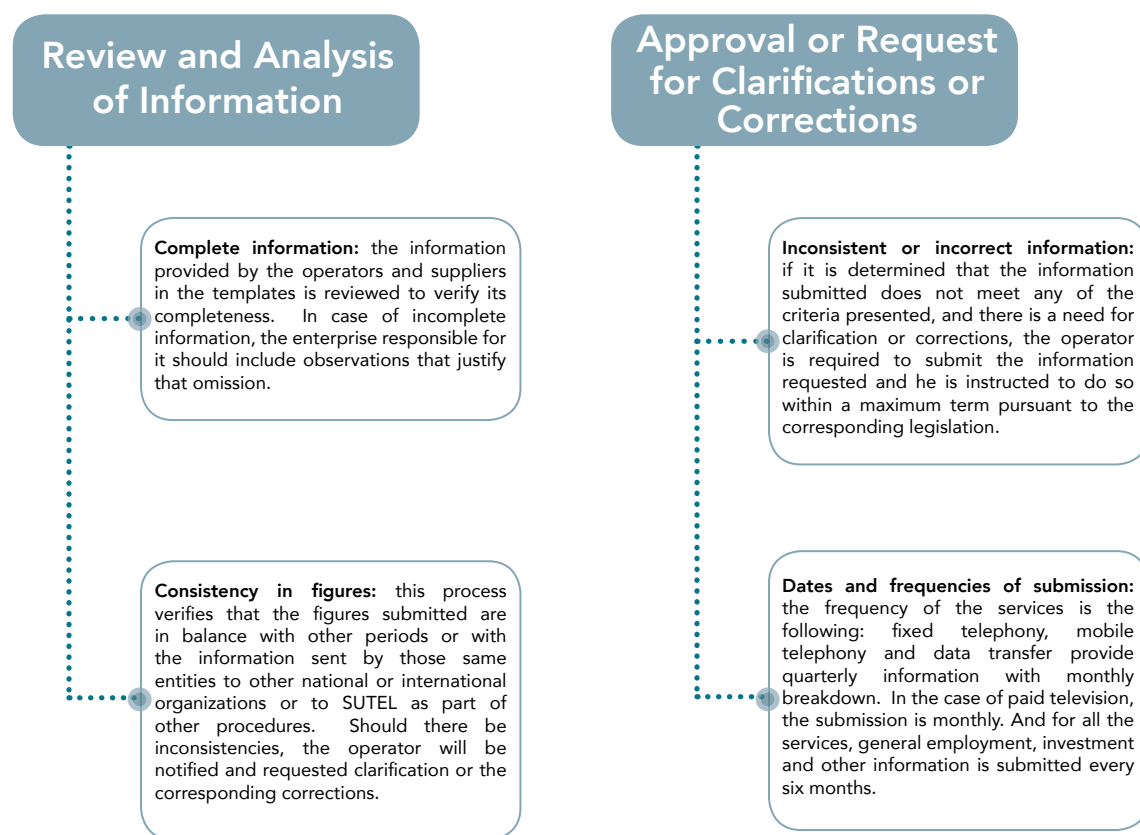 Review and Analysis
of Information
Complete information: the information
provided by the operators and suppliers
in the templates is reviewed to verify its
completeness. In case of incomplete
information, the enterprise responsible for
it should include observations that justify
that omission.
Consistency in figures: this process
verifies that the figures submitted are
in balance with other periods or with
the information sent by those same
entities to other national or international
organizations or to SUTEL as part of
other procedures. Should there be
inconsistencies, the operator will be
notified and requested clarification or the
corresponding corrections.
Approval or Request
for Clarifications or
Corrections
Inconsistent or incorrect information:
if it is determined that the information
submitted does not meet any of the
criteria presented, and there is a need for
clarification or corrections, the operator
is required to submit the information
requested and he is instructed to do so
within a maximum term pursuant to the
corresponding legislation.
Dates and frequencies of submission:
the frequency of the services is the
following: fixed telephony, mobile
telephony and data transfer provide
quarterly information with monthly
breakdown. In the case of paid television,
the submission is monthly. And for all the
services, general employment, investment
and other information is submitted every
six months.